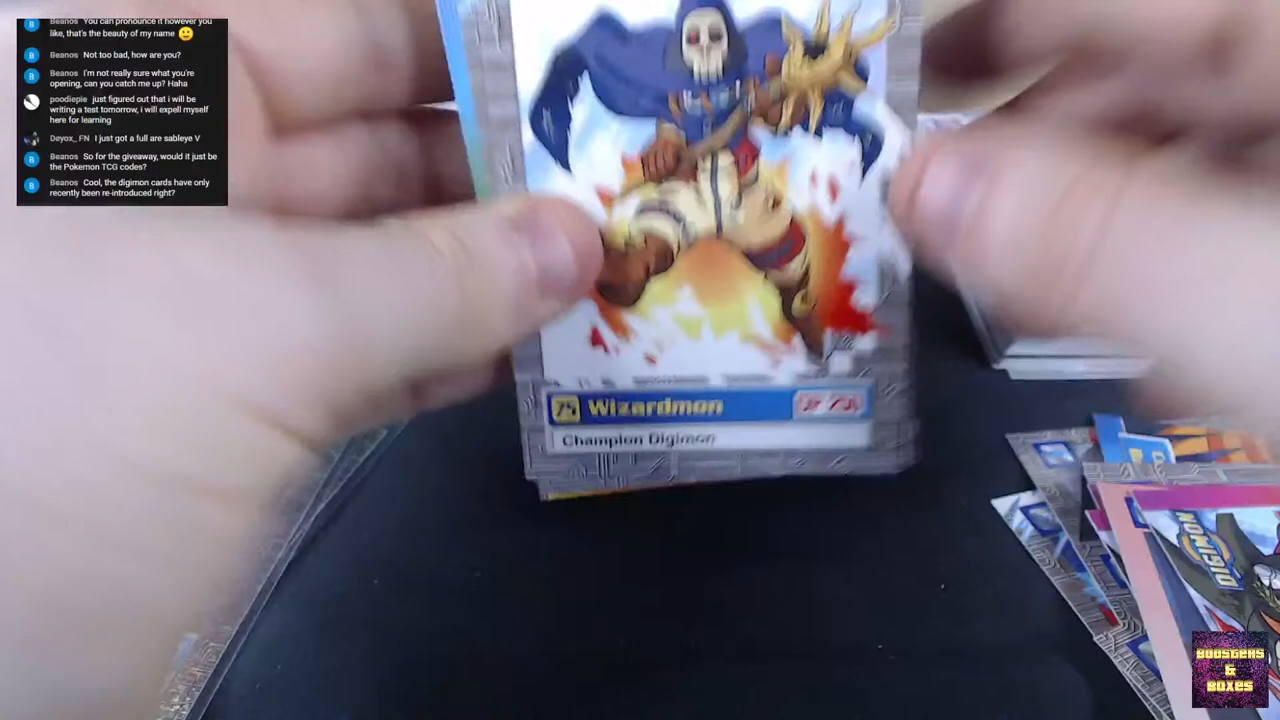 Beanos You can pronounce it however you
like, that's the beauty of my name
Beanos Not too bad, how are you?
Beanos I'm not really sure what you're
opening, can you catch me up? Haha
poodiepie just figured out that i will be
writing a test tomorrow, i will expell myself
here for learning
Deyox_ FN I just got a full are sableye V
Beanos So for the giveaway, would it just be
the Pokemon TCG codes?
Beanos Cool, the digimon cards have only
recently been re-introduced right?
75 Wizardmon
Champion Digimon
DIGIMON
BOOSTERS
&
BOXES